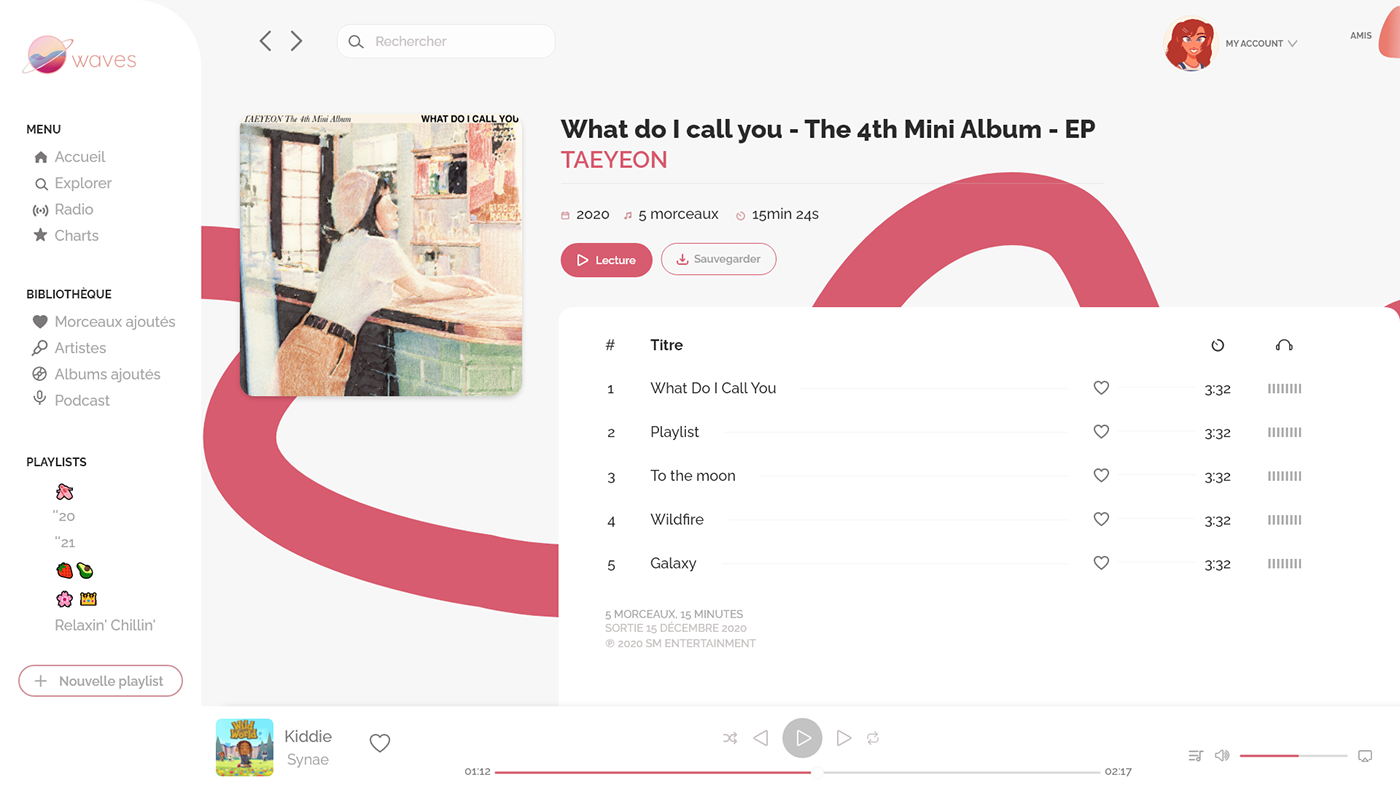 waves
Rechercher
MY ACCOUNT
AMIS
MENU
Accueil
Explorer
Radio
Charts
BIBLIOTHÈQUE
Morceaux ajoutés
Artistes
Albums ajoutés
Podcast
PLAYLISTS
"20
"21
Relaxin' Chillin'
Nouvelle playlist
TAEYEON The 4th Mini Album
WHAT DO I CALL YOU
What do I call you - The 4th Mini Album - EP
TAEYEON
2020 5 morceaux 15min 24s
Lecture Sauvegarder
# Titre
1 What Do I Call You 3:32
2 Playlist 3:32
3 To the moon 3:32
4 Wildfire 3:32
5 Galaxy 3:32
5 MORCEAUX, 15 MINUTES
SORTIE 15 DÉCEMBRE 2020
℗ 2020 SM ENTERTAINMENT
Wild
World
Kiddie
Synae
01:12 02:17